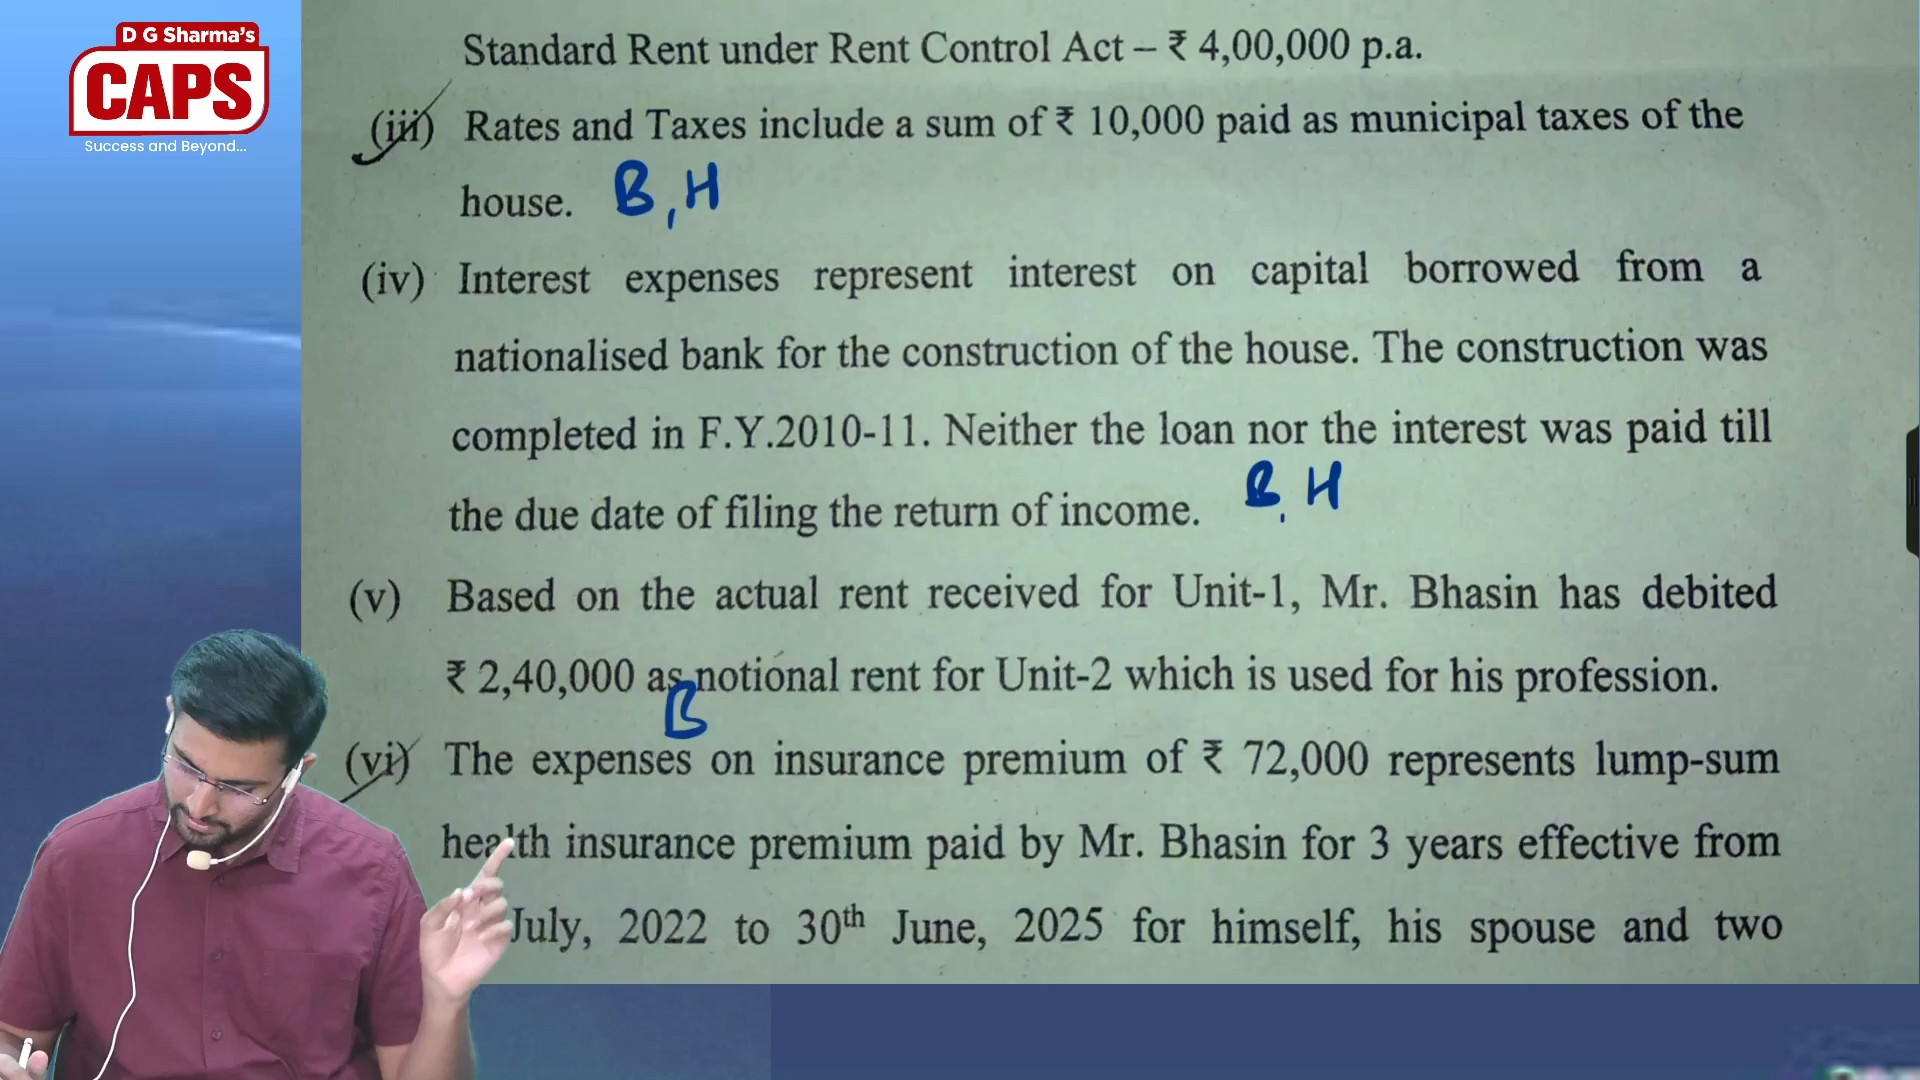 D G Sharma's
CAPS
Success and Beyond...
Standard Rent under Rent Control Act – ₹ 4,00,000 p.a.
(iii) Rates and Taxes include a sum of ₹ 10,000 paid as municipal taxes of the
house. B, H
(iv) Interest expenses represent interest on capital borrowed from a
nationalised bank for the construction of the house. The construction was
completed in F.Y.2010-11. Neither the loan nor the interest was paid till
the due date of filing the return of income. B, H
(v) Based on the actual rent received for Unit-1, Mr. Bhasin has debited
₹ 2,40,000 as notional rent for Unit-2 which is used for his profession.
B
(vi) The expenses on insurance premium of ₹ 72,000 represents lump-sum
health insurance premium paid by Mr. Bhasin for 3 years effective from
July, 2022 to 30th June, 2025 for himself, his spouse and two